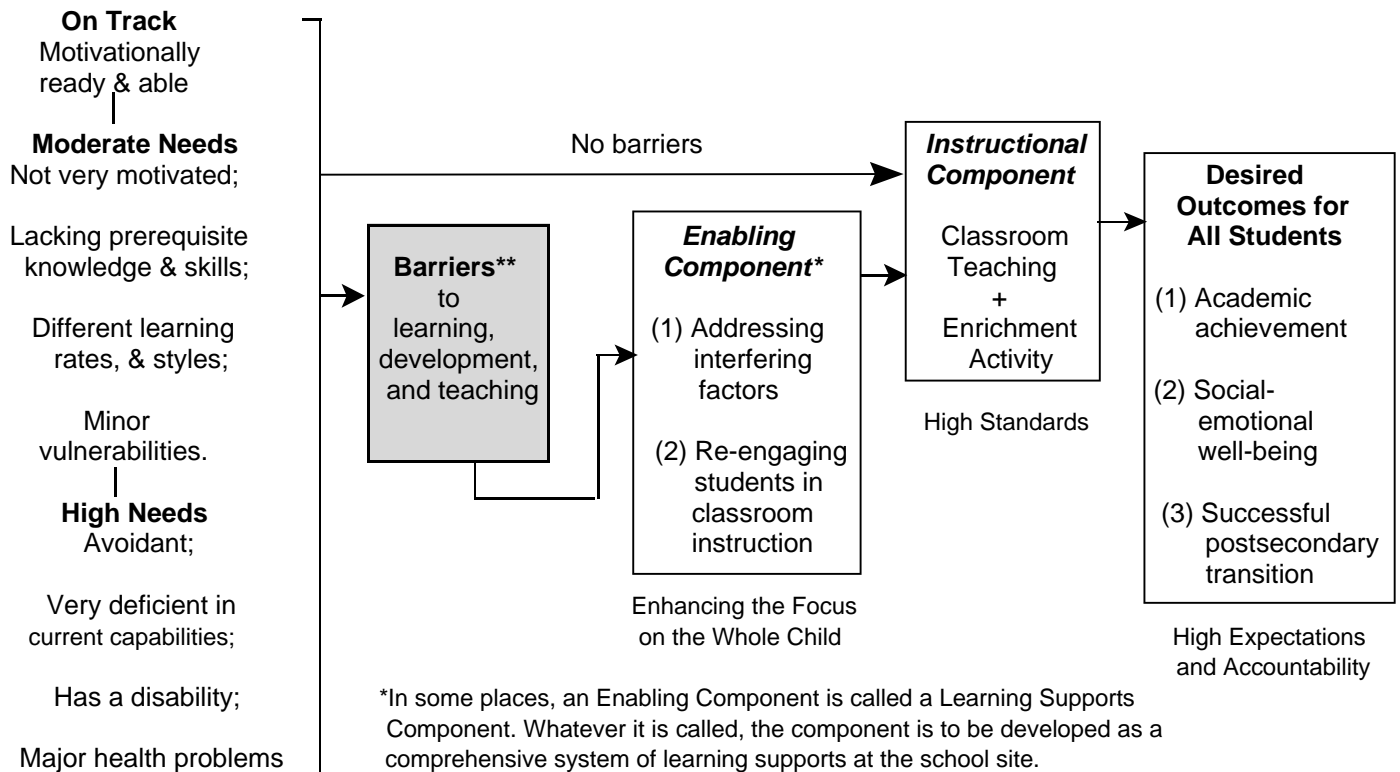 On Track
Motivationally
ready & able
Moderate Needs
Not very motivated;
Lacking prerequisite
knowledge & skills;
Different learning
rates, & styles;
Minor
vulnerabilities.
High Needs
Avoidant;
Very deficient in
current capabilities;
Has a disability;
Major health problems
No barriers
Barriers**
to
learning,
development,
and teaching
Enabling
Component*
(1) Addressing
interfering
factors
(2) Re-engaging
students in
classroom
instruction
Enhancing the Focus
on the Whole Child
Instructional
Component
Classroom
Teaching
+
Enrichment
Activity
High Standards
Desired
Outcomes for
All Students
(1) Academic
achievement
(2) Social-
emotional
well-being
(3) Successful
postsecondary
transition
High Expectations
and Accountability
*In some places, an Enabling Component is called a Learning Supports
Component. Whatever it is called, the component is to be developed as a
comprehensive system of learning supports at the school site.